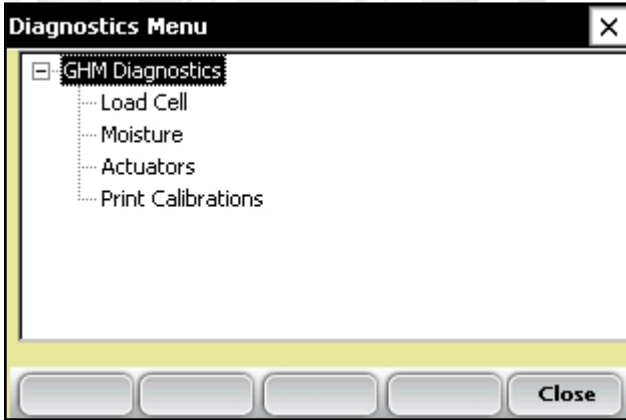 Diagnostics Menu
GHM Diagnostics
Load Cell
Moisture
Actuators
Print Calibrations
Close